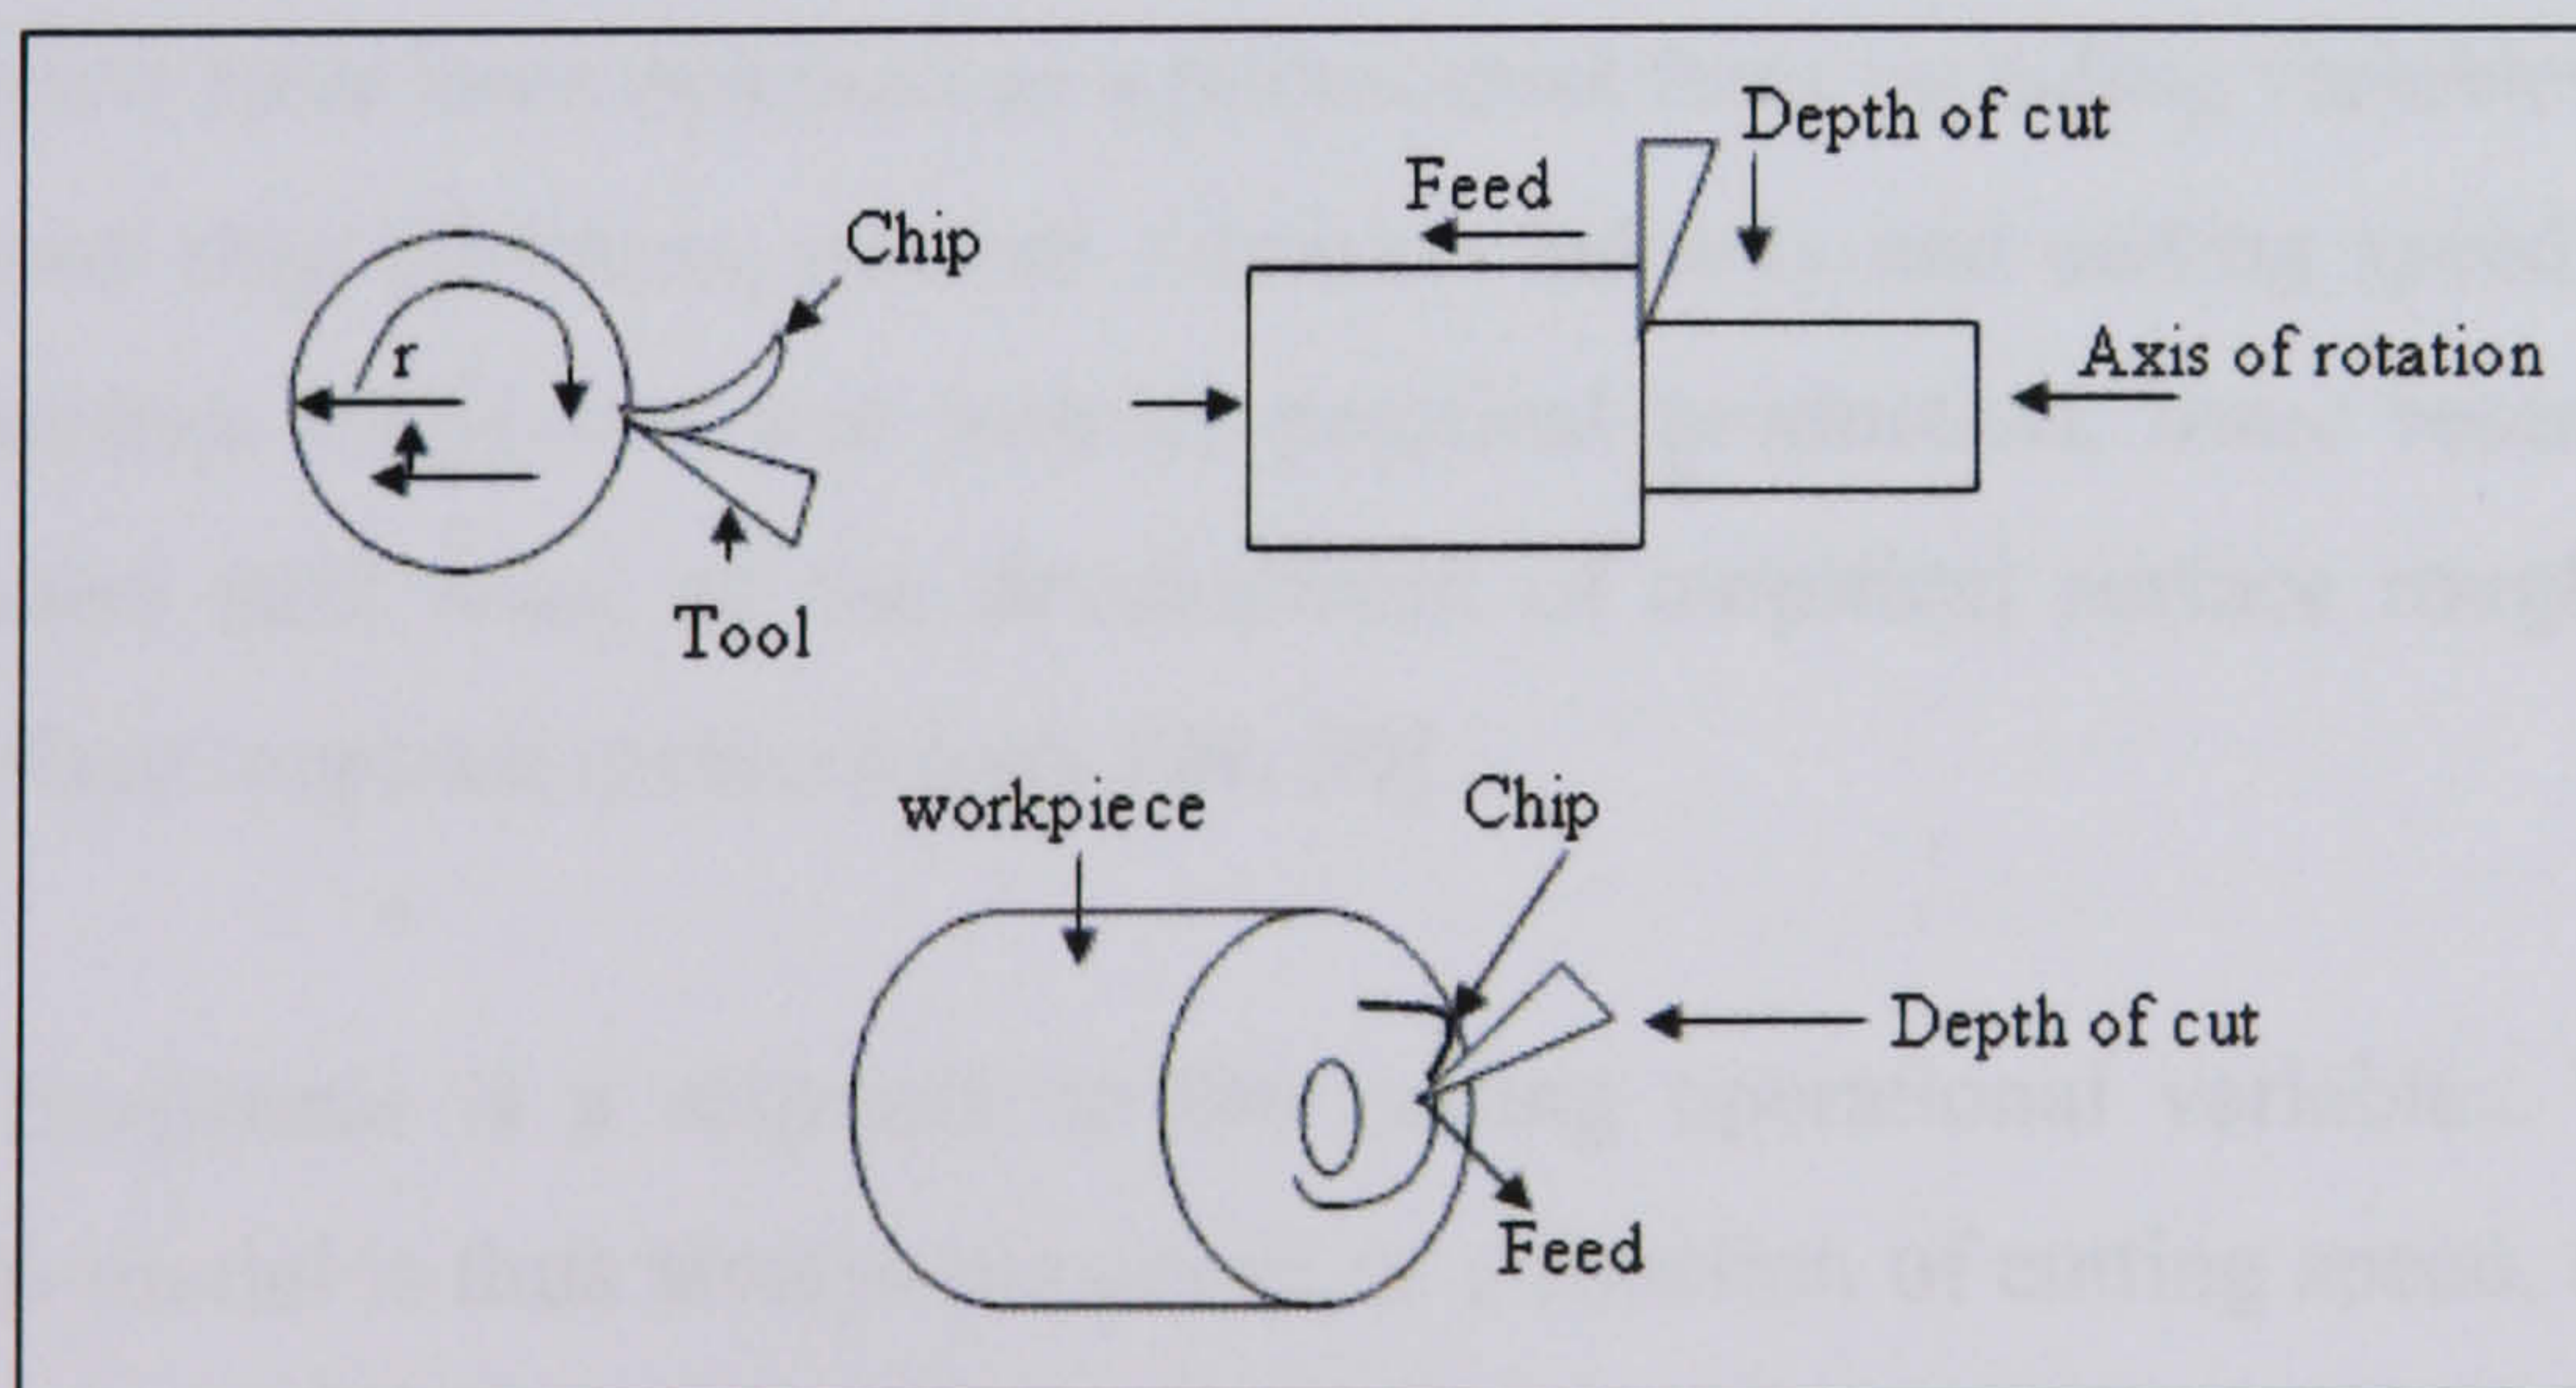 Depth of cut
Feed
Chip
r
Axis of rotation
Tool
workpiece
Chip
Depth of cut
Feed